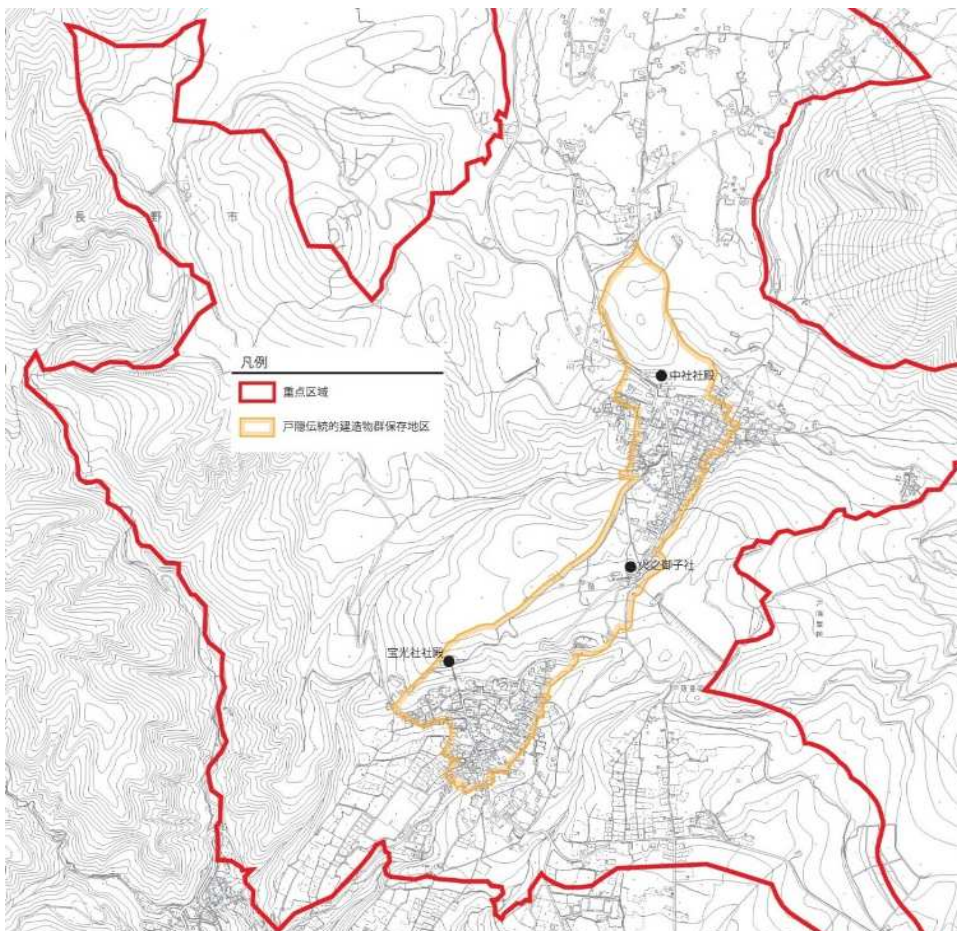 長野市
凡例
重点区域
戸隠伝統的建造物群保存地区
中社社殿
火之御子社
宝光社社殿